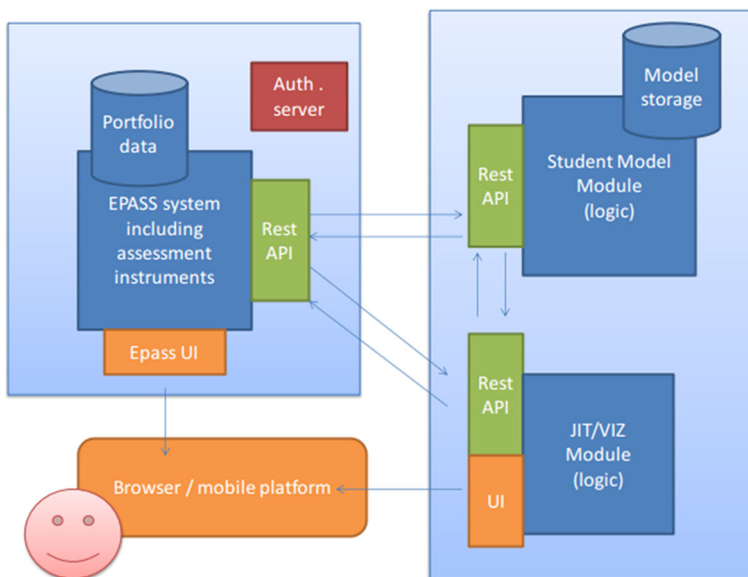 Portfolio
data
Auth .
server
EPASS system
including
assessment
instruments
Rest
API
Epass UI
Browser / mobile platform
Model
storage
Rest
API
Student Model
Module
(logic)
Rest
API
UI
JIT/VIZ
Module
(logic)